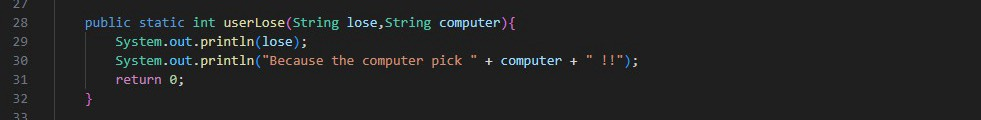 27
28 public static int userLose(String lose,String computer){
29 System.out.println(lose);
30 System.out.println("Because the computer pick " + computer + " !!");
31 return 0;
32 }
33